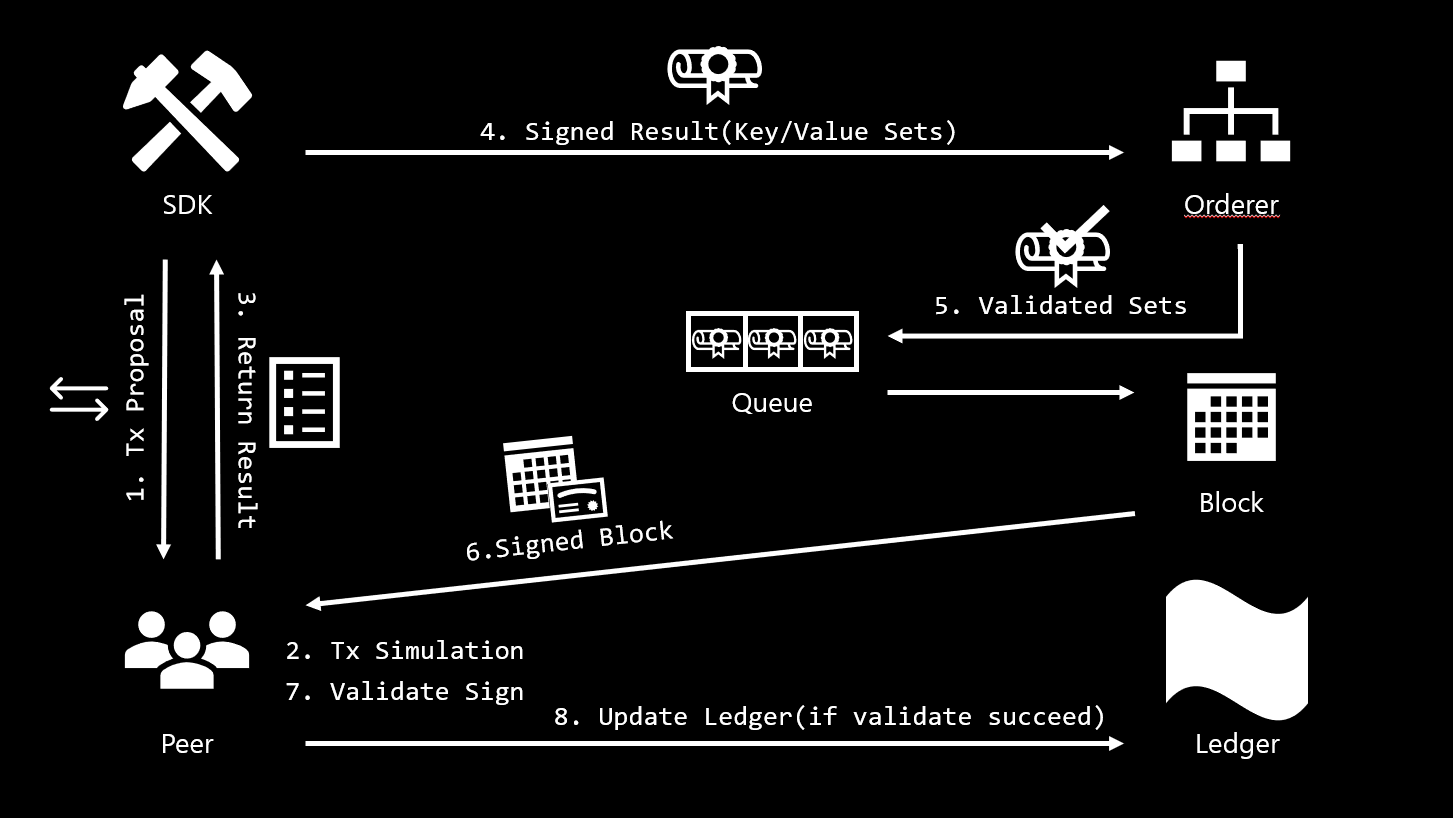 4. Signed Result(Key/Value Sets)
SDK
Orderer
1. Tx Proposal
3. Return Result
5. Validated Sets
Queue
Block
6.Signed Block
2. Tx Simulation
7. Validate Sign
8. Update Ledger(if validate succeed)
Peer
Ledger